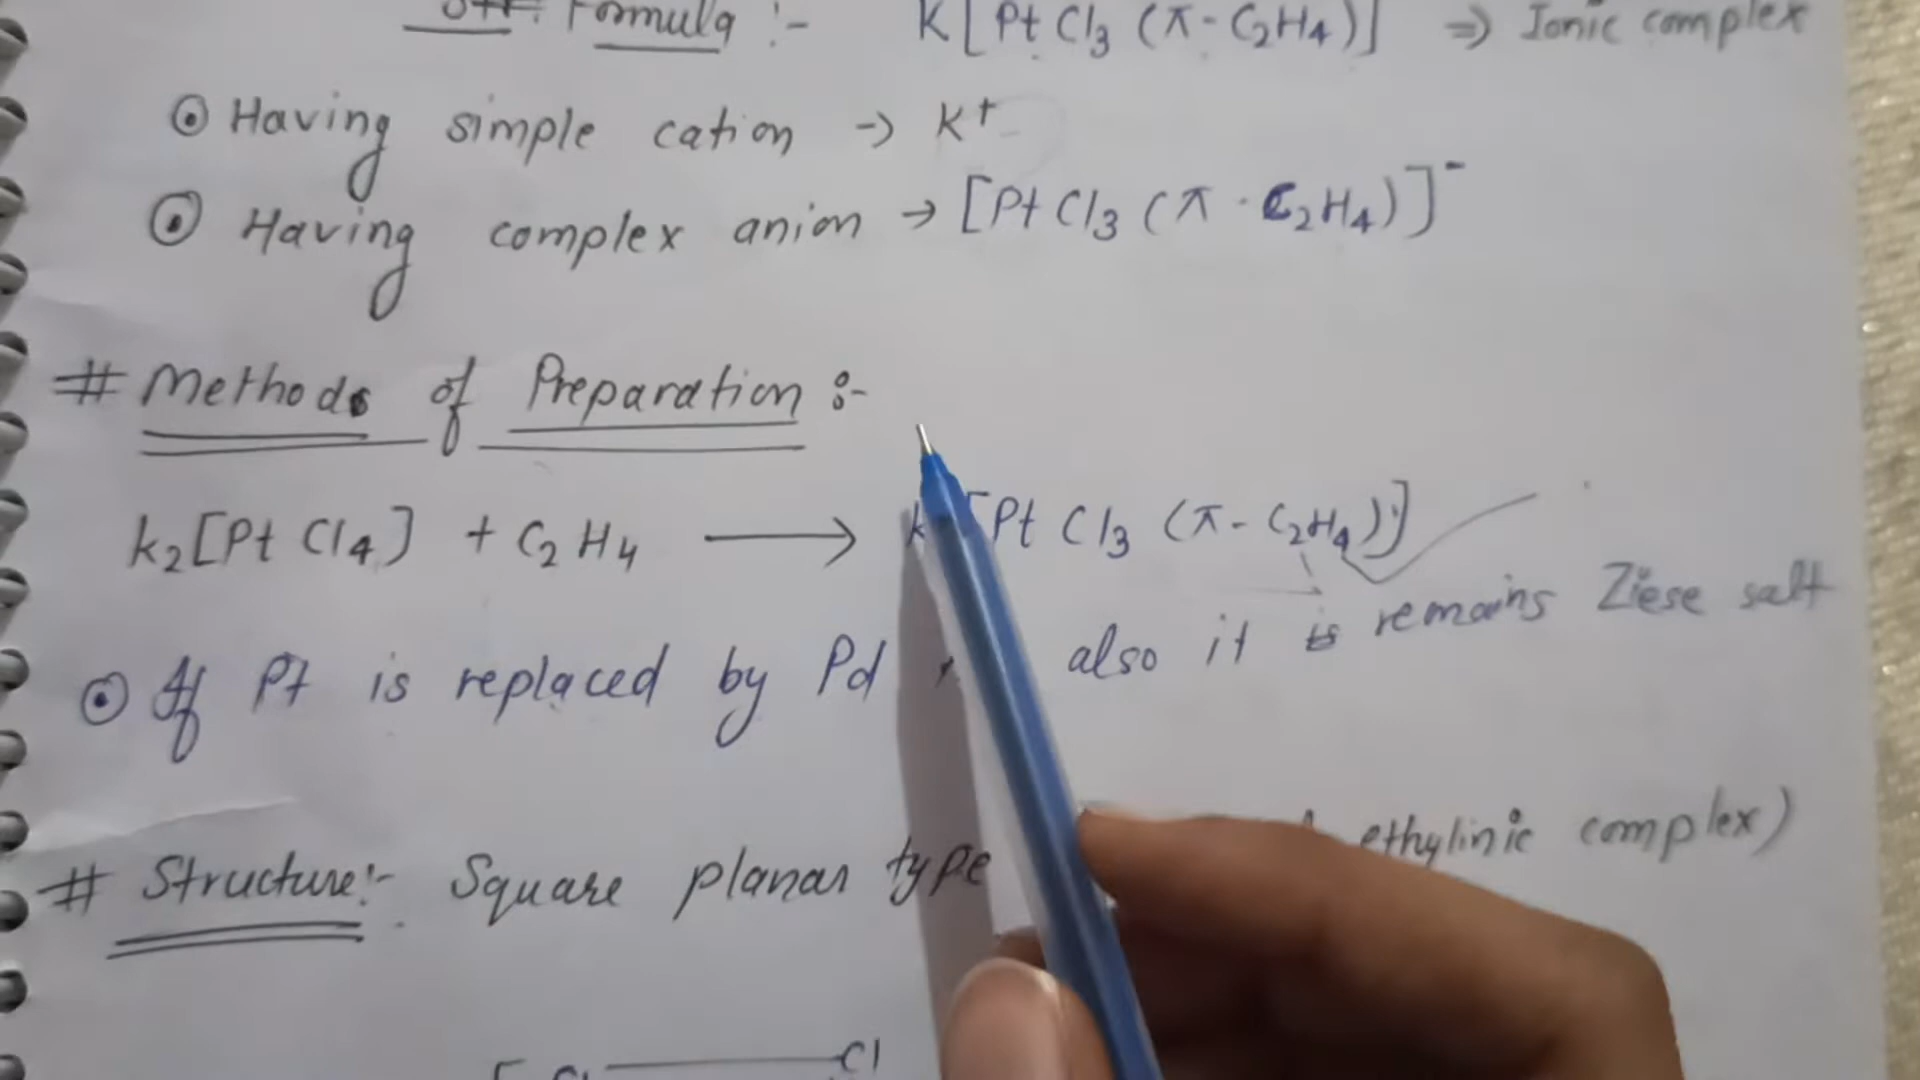 Formula :- K[PtCl3 (π-C2H4)] ⇒ Ionic complex
⊙ Having simple cation → K+
⊙ Having complex anion → [PtCl3 (π-C2H4)]-
# Methods of Preparation :-
k2[PtCl4] + C2H4 ⟶ k[PtCl3 (π-C2H4)]
⊙ If Pt is replaced by Pd also it is remains Ziese salt
# Structure:- Square planar type ethylinic complex)
Cl